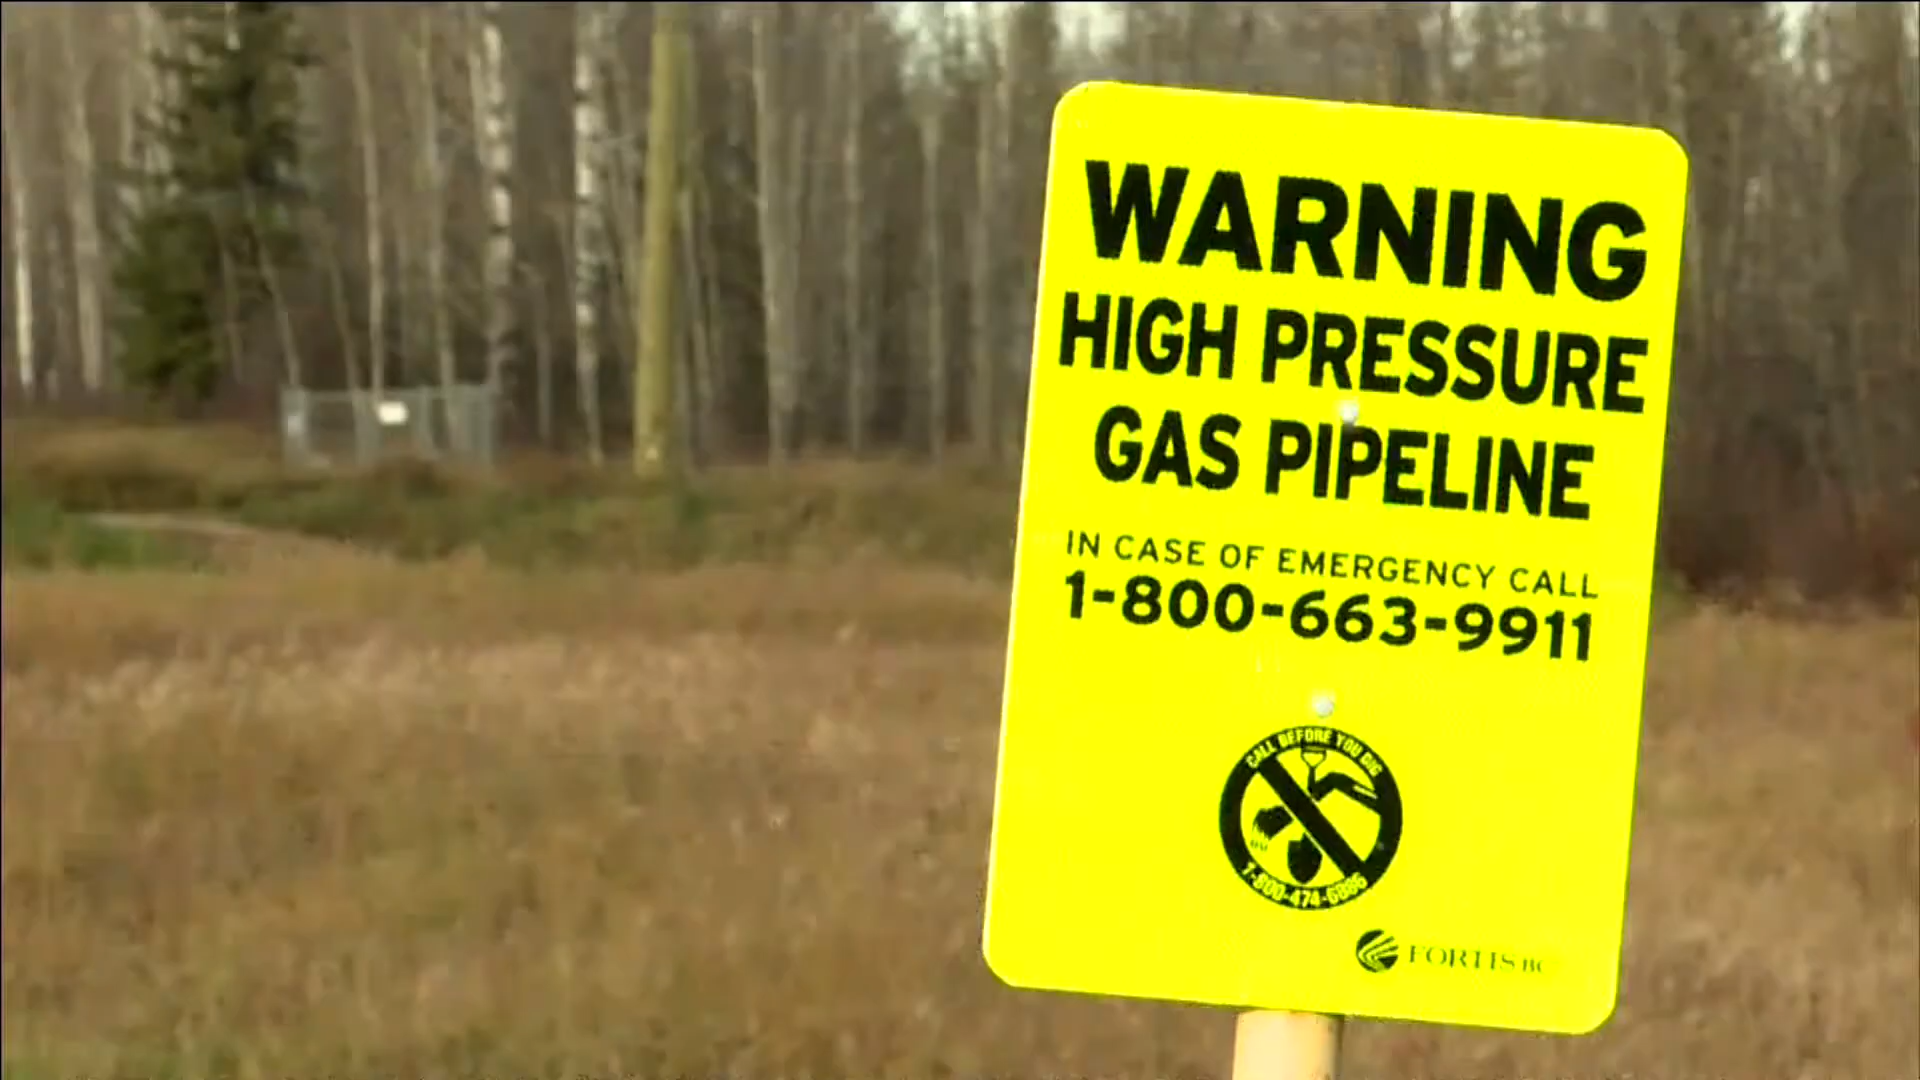 WARNING
HIGH PRESSURE
GAS PIPELINE
IN CASE OF EMERGENCY CALL
1-800-663-9911
CALL BEFORE YOU DIG
1-800-474-6886
FORTIS BC